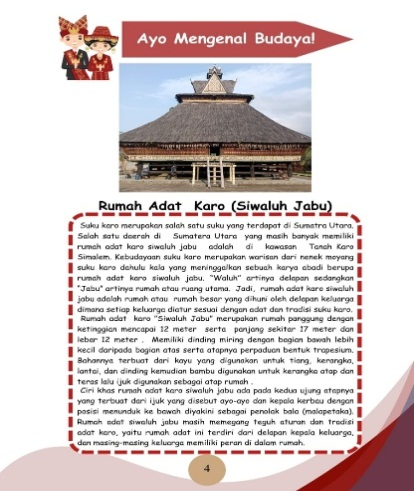 Ayo Mengenal Budaya!
Rumah Adat Karo (Siwaluh Jabu)
Suku karo merupakan salah satu suku yang terdapat di Sumatra Utara.
Salah satu daerah di Sumatera Utara yang masih banyak memiliki
rumah adat karo siwaluh jabu adalah di kawasan Tanah Karo
Simalem. Kebudayaan suku karo merupakan warisan dari nenek moyang
suku karo dahulu kala yang meninggalkan sebuah karya abadi berupa
rumah adat karo siwaluh jabu. "Waluh" artinya delapan sedangkan
"Jabu" artinya rumah atau ruang utama. Jadi, rumah adat karo siwaluh
jabu adalah rumah atau rumah besar yang dihuni oleh delapan keluarga
dimana setiap keluarga diatur sesuai dengan adat dan tradisi suku karo.
Rumah adat karo "Siwaluh Jabu" merupakan rumah panggung dengan
ketinggian mencapai 12 meter serta panjang sekitar 17 meter dan
lebar 12 meter . Memiliki dinding miring dengan bagian bawah lebih
kecil daripada bagian atas serta atapnya perpaduan bentuk trapesium.
Bahannya terbuat dari kayu yang digunakan untuk tiang, kerangka,
lantai, dan dinding kemudian bambu digunakan untuk kerangka atap dan
teras lalu ijuk digunakan sebagai atap rumah .
Ciri khas rumah adat karo siwaluh jabu ada pada kedua ujung atapnya
yang terbuat dari ijuk yang disebut ayo-ayo dan kepala kerbau dengan
posisi menunduk ke bawah diyakini sebagai penolak bala (malapetaka).
Rumah adat siwaluh jabu masih memegang teguh aturan dan tradisi
adat karo, yaitu rumah adat ini terdiri dari delapan kepala keluarga,
dan masing-masing keluarga memiliki peran di dalam rumah.
4